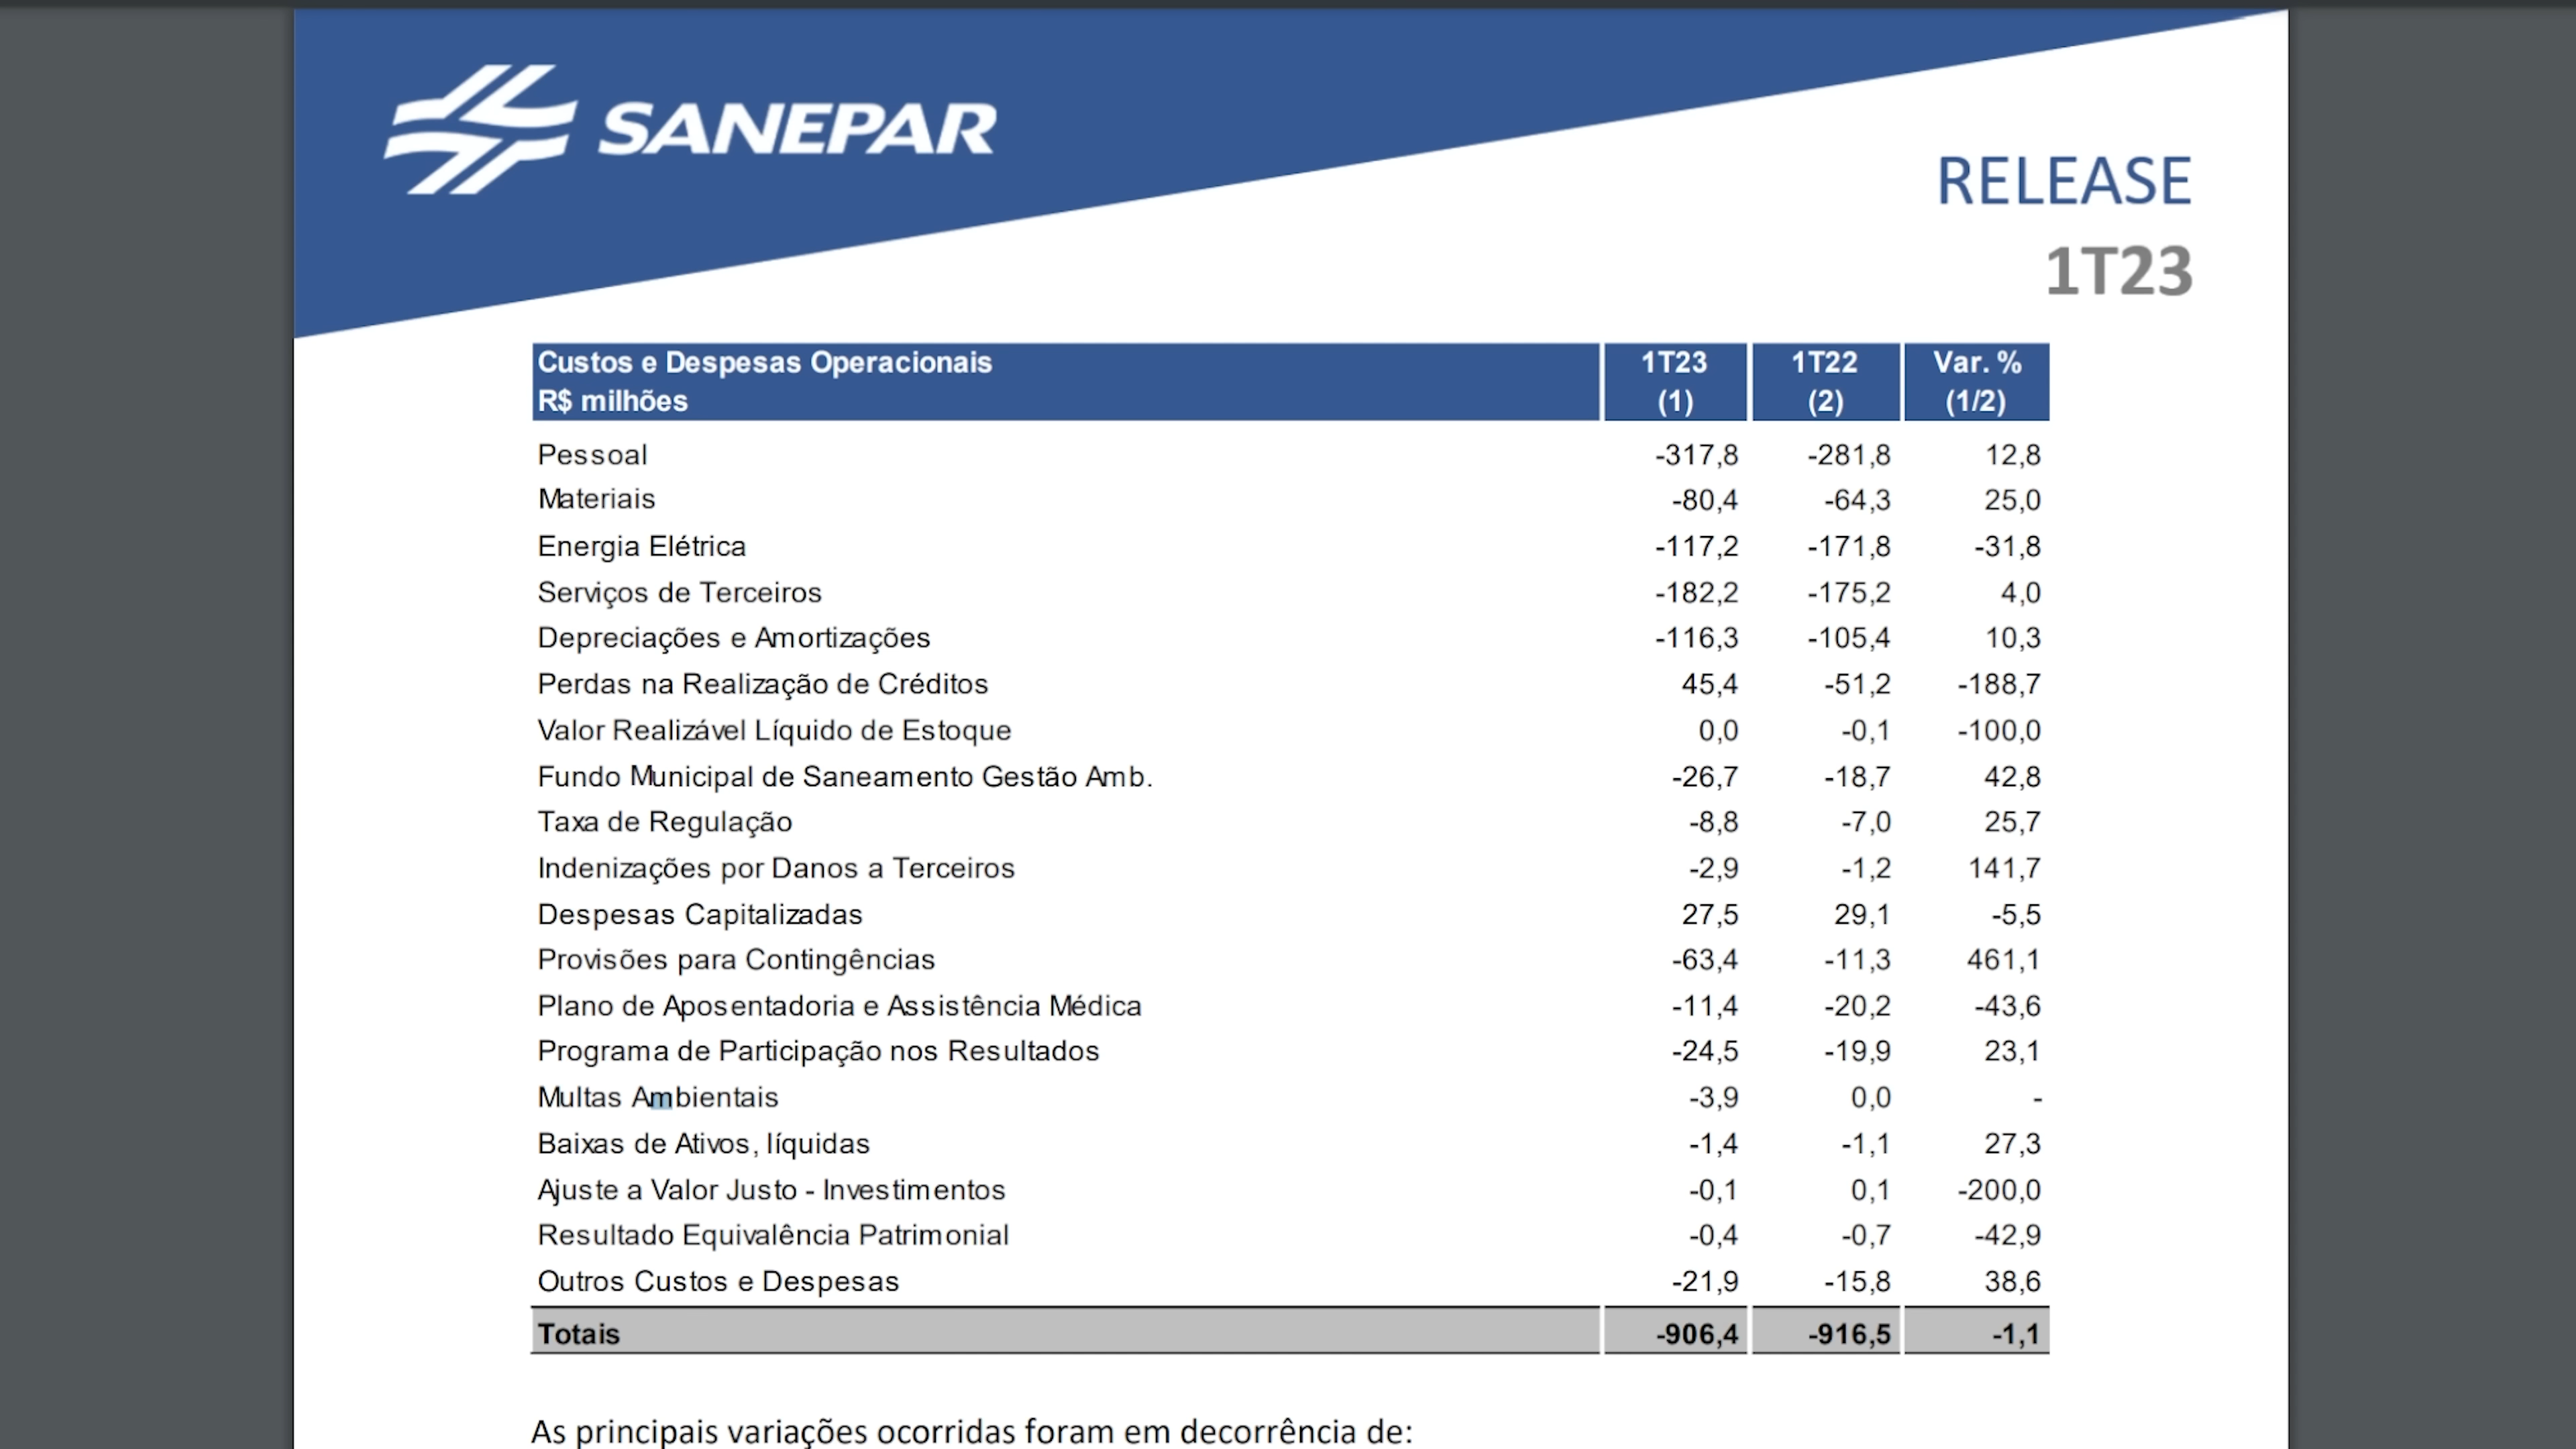 SANEPAR
RELEASE
1T23
Custos e Despesas Operacionais 1T23 1T22 Var. %
R$ milhões (1) (2) (1/2)
Pessoal -317,8 -281,8 12,8
Materiais -80,4 -64,3 25,0
Energia Elétrica -117,2 -171,8 -31,8
Serviços de Terceiros -182,2 -175,2 4,0
Depreciações e Amortizações -116,3 -105,4 10,3
Perdas na Realização de Créditos 45,4 -51,2 -188,7
Valor Realizável Líquido de Estoque 0,0 -0,1 -100,0
Fundo Municipal de Saneamento Gestão Amb. -26,7 -18,7 42,8
Taxa de Regulação -8,8 -7,0 25,7
Indenizações por Danos a Terceiros -2,9 -1,2 141,7
Despesas Capitalizadas 27,5 29,1 -5,5
Provisões para Contingências -63,4 -11,3 461,1
Plano de Aposentadoria e Assistência Médica -11,4 -20,2 -43,6
Programa de Participação nos Resultados -24,5 -19,9 23,1
Multas Ambientais -3,9 0,0 -
Baixas de Ativos, líquidas -1,4 -1,1 27,3
Ajuste a Valor Justo - Investimentos -0,1 0,1 -200,0
Resultado Equivalência Patrimonial -0,4 -0,7 -42,9
Outros Custos e Despesas -21,9 -15,8 38,6
Totais -906,4 -916,5 -1,1
As principais variações ocorridas foram em decorrência de: